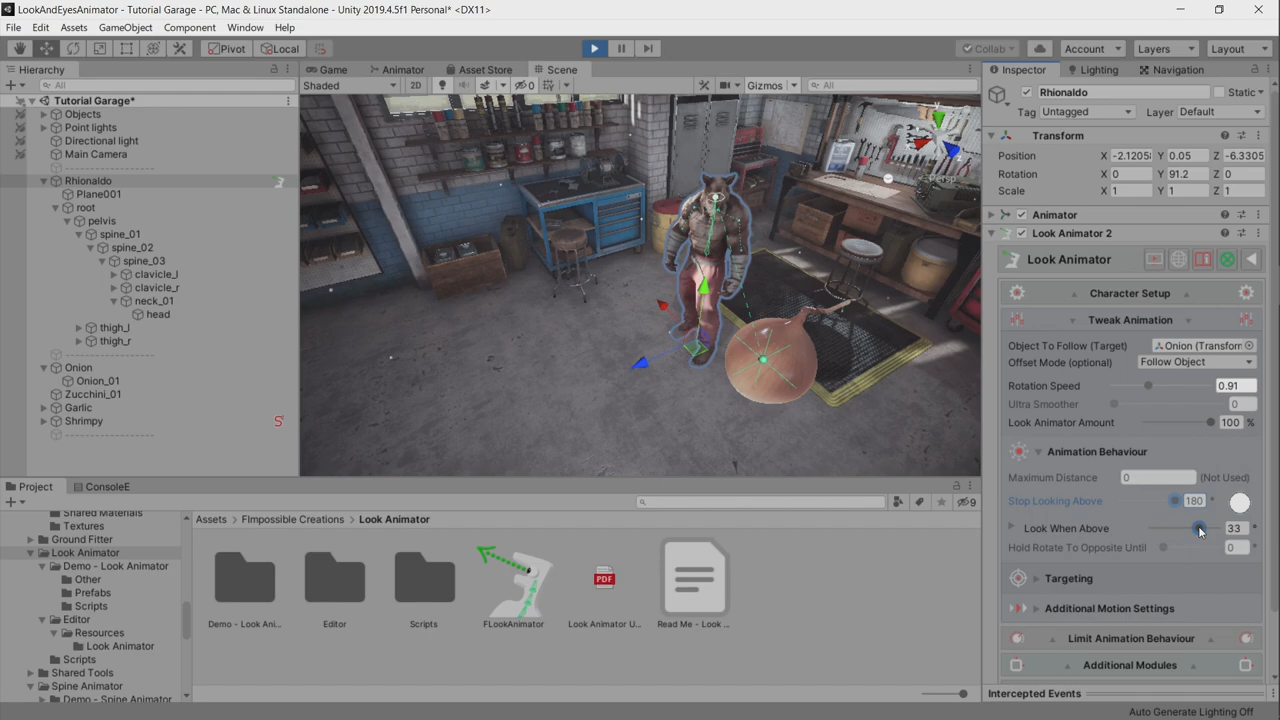 LookAndEyesAnimator - Tutorial Garage - PC, Mac & Linux Standalone - Unity 2019.4.5f1 Personal* <DX11>
File Edit Assets GameObject Component Window Help
Pivot Local Collab Account Layers Layout
Hierarchy
All
Tutorial Garage*
Objects
Point lights
Directional light
Main Camera
Rhionaldo
Plane001
root
pelvis
spine_01
spine_02
spine_03
clavicle_l
clavicle_r
neck_01
head
thigh_l
thigh_r
Onion
Onion_01
Zucchini_01
Garlic
Shrimpy
Game Animator Asset Store Scene
Shaded 2D 0 Gizmos All
Persp
Inspector Lighting Navigation
Rhionaldo Static
Tag Untagged Layer Default
Transform
Position X -2.1205 Y 0.05 Z -6.3305
Rotation X 0 Y 91.2 Z 0
Scale X 1 Y 1 Z 1
Animator
Look Animator 2
Look Animator
Character Setup
Tweak Animation
Object To Follow (Target) Onion (Transform
Offset Mode (optional) Follow Object
Rotation Speed 0.91
Ultra Smoother 0
Look Animator Amount 100 %
Animation Behaviour
Maximum Distance 0 (Not Used)
Stop Looking Above 180 °
Look When Above 33 °
Hold Rotate To Opposite Until 0 °
Targeting
Additional Motion Settings
Limit Animation Behaviour
Additional Modules
Intercepted Events
Project ConsoleE
9
Shared Materials
Textures
Ground Fitter
Look Animator
Demo - Look Animator
Other
Prefabs
Scripts
Editor
Resources
Look Animator
Scripts
Shared Tools
Spine Animator
Demo - Spine Animator
Assets > FImpossible Creations > Look Animator
PDF
Demo - Look Ani... Editor Scripts FLookAnimator Look Animator U... Read Me - Look ...
Auto Generate Lighting Off